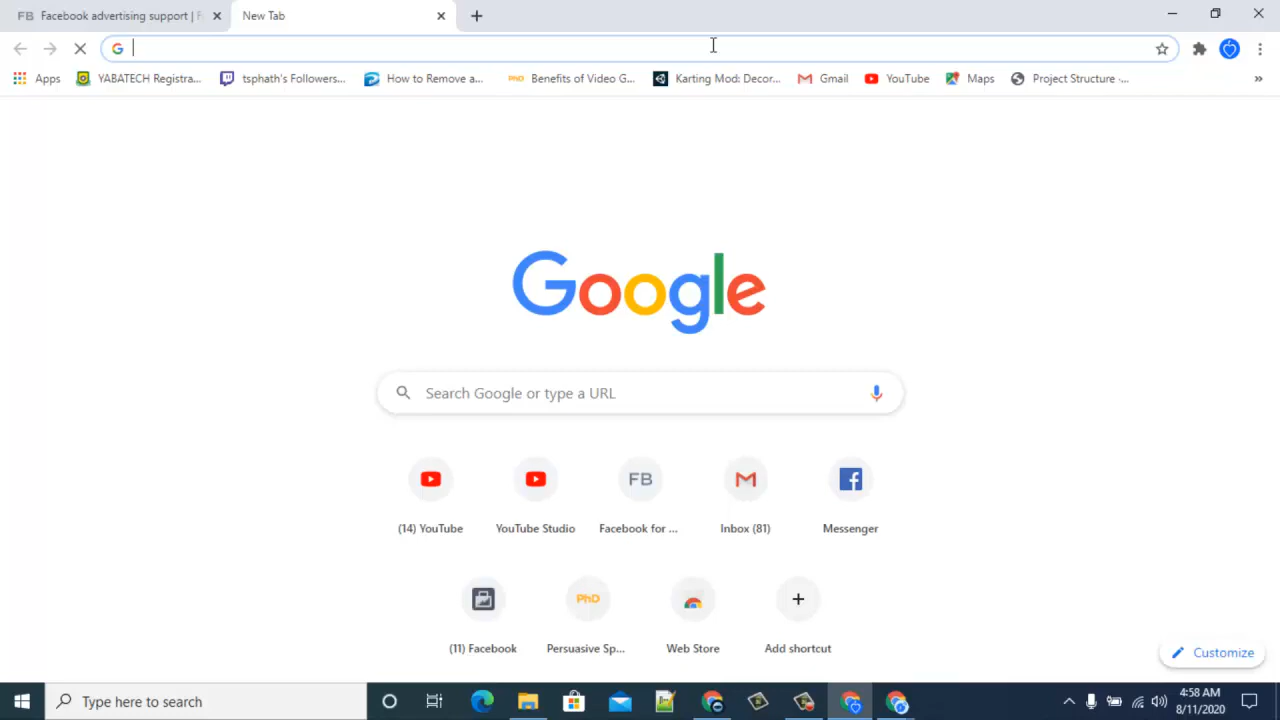 FB Facebook advertising support | F
New Tab
Apps
YABATECH Registra...
tsphath's Followers...
How to Remove a...
PhD Benefits of Video G...
Karting Mod: Decor...
Gmail
YouTube
Maps
Project Structure -...
»
Google
Search Google or type a URL
FB
(14) YouTube
YouTube Studio
Facebook for ...
Inbox (81)
Messenger
PhD
(11) Facebook
Persuasive Sp...
Web Store
Add shortcut
Customize
Type here to search
4:58 AM
8/11/2020